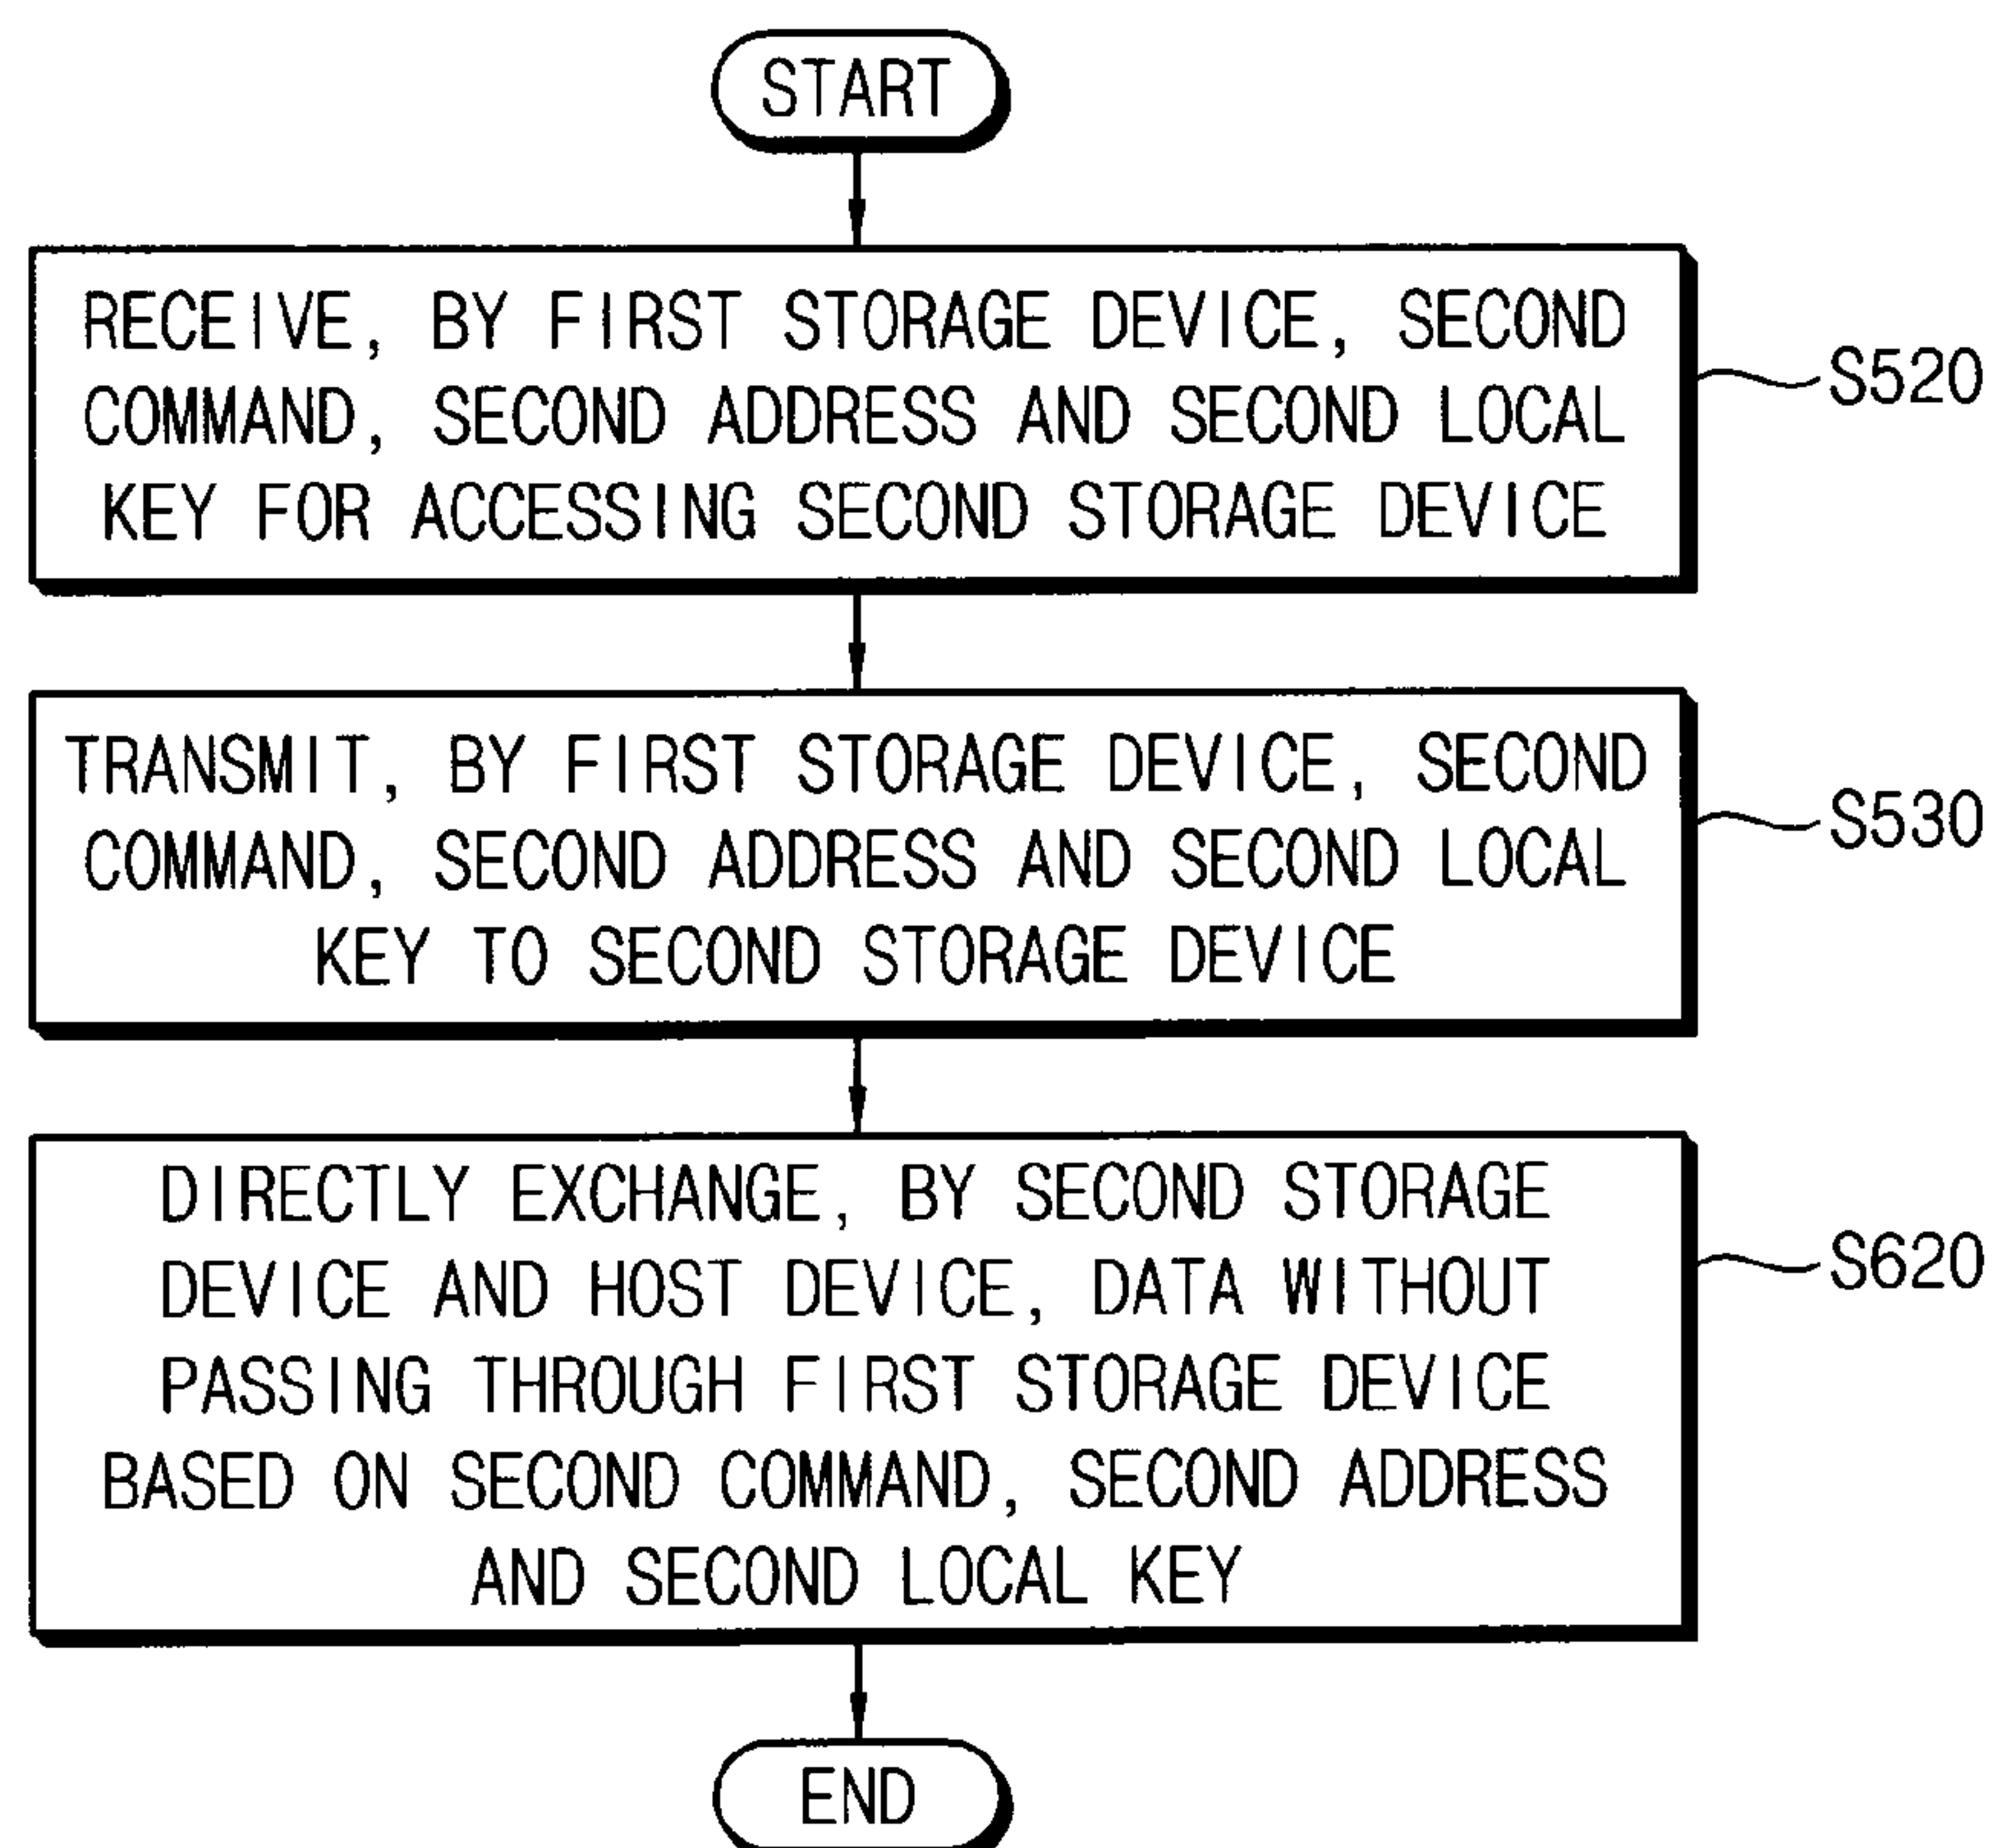 START
RECEIVE, BY FIRST STORAGE DEVICE, SECOND
COMMAND, SECOND ADDRESS AND SECOND LOCAL
KEY FOR ACCESSING SECOND STORAGE DEVICE
S520
TRANSMIT, BY FIRST STORAGE DEVICE, SECOND
COMMAND, SECOND ADDRESS AND SECOND LOCAL
KEY TO SECOND STORAGE DEVICE
S530
DIRECTLY EXCHANGE, BY SECOND STORAGE
DEVICE AND HOST DEVICE, DATA WITHOUT
PASSING THROUGH FIRST STORAGE DEVICE
BASED ON SECOND COMMAND, SECOND ADDRESS
AND SECOND LOCAL KEY
S620
END